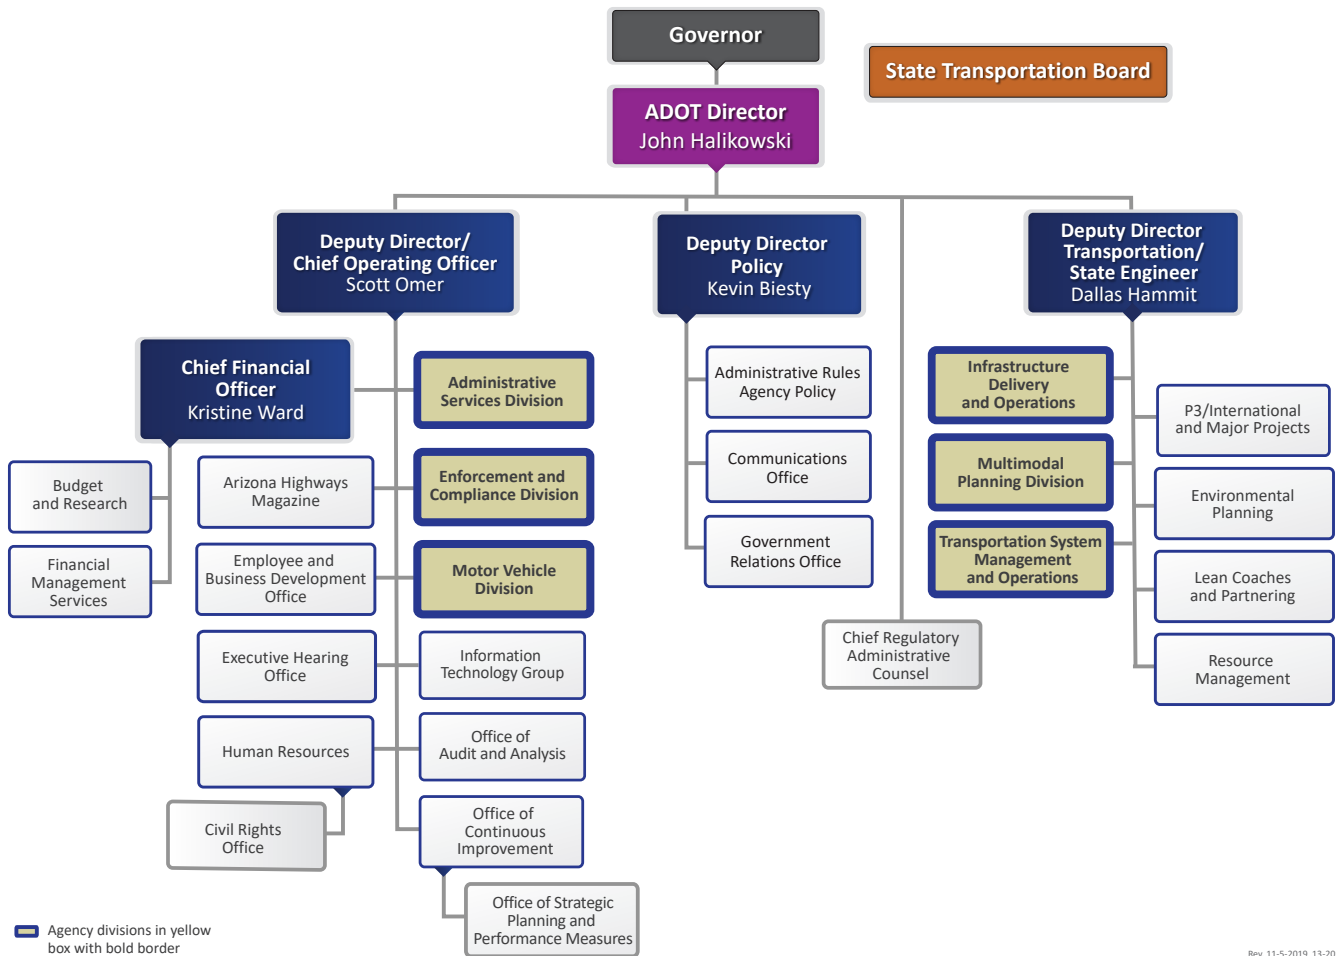 Governor
State Transportation Board
ADOT Director
John Halikowski
Deputy Director/
Chief Operating Officer
Scott Omer
Deputy Director
Policy
Kevin Biesty
Deputy Director
Transportation/
State Engineer
Dallas Hammit
Chief Financial
Officer
Kristine Ward
Budget
and Research
Financial
Management
Services
Administrative
Services Division
Arizona Highways
Magazine
Enforcement and
Compliance Division
Employee and
Business Development
Office
Motor Vehicle
Division
Executive Hearing
Office
Information
Technology Group
Human Resources
Office of
Audit and Analysis
Civil Rights
Office
Office of
Continuous
Improvement
Office of Strategic
Planning and
Performance Measures
Administrative Rules
Agency Policy
Communications
Office
Government
Relations Office
Chief Regulatory
Administrative
Counsel
Infrastructure
Delivery
and Operations
Multimodal
Planning Division
Transportation System
Management
and Operations
P3/International
and Major Projects
Environmental
Planning
Lean Coaches
and Partnering
Resource
Management
Agency divisions in yellow
box with bold border
Rev. 11-5-2019 13-20